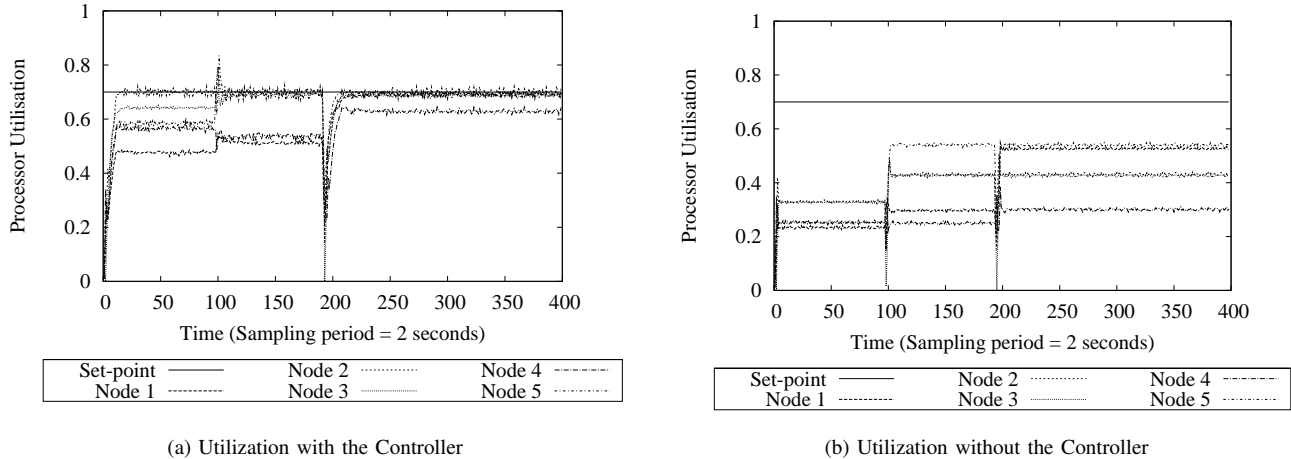 1
0.8
0.6
0.4
0.2
0
Processor Utilisation
0 50 100 150 200 250 300 350 400
Time (Sampling period = 2 seconds)
Set-point Node 2 Node 4
Node 1 Node 3 Node 5
(a) Utilization with the Controller
1
0.8
0.6
0.4
0.2
0
Processor Utilisation
0 50 100 150 200 250 300 350 400
Time (Sampling period = 2 seconds)
Set-point Node 2 Node 4
Node 1 Node 3 Node 5
(b) Utilization without the Controller